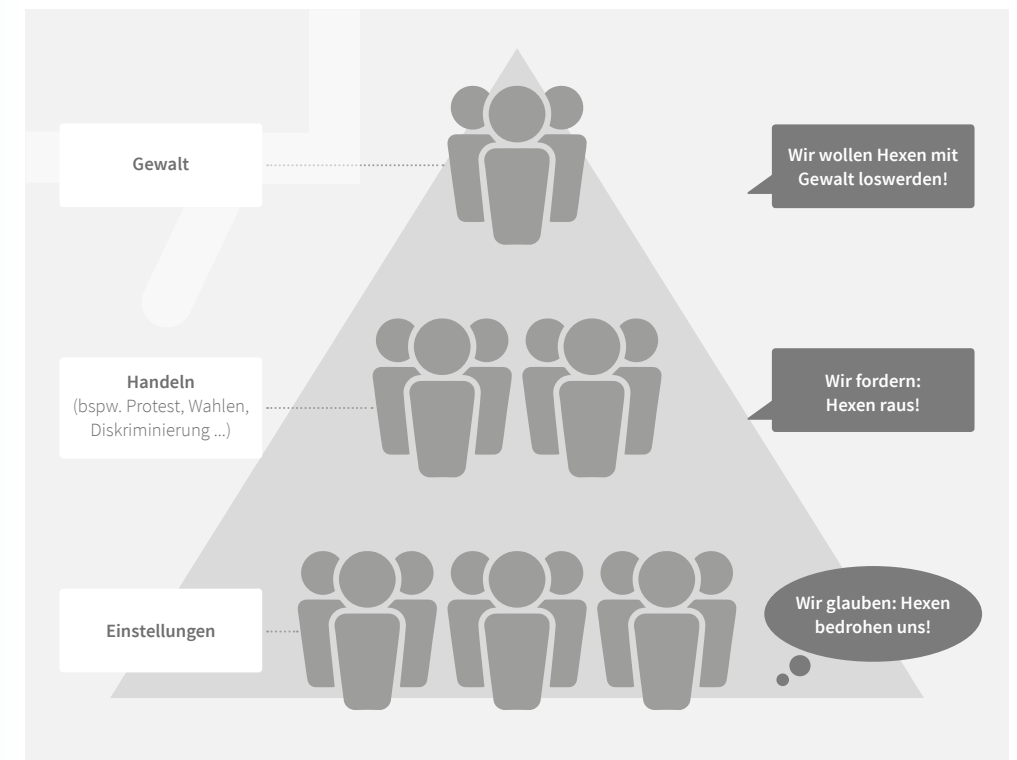 Gewalt
Wir wollen Hexen mit
Gewalt loswerden!
Handeln
(bspw. Protest, Wahlen,
Diskriminierung ...)
Wir fordern:
Hexen raus!
Einstellungen
Wir glauben: Hexen
bedrohen uns!